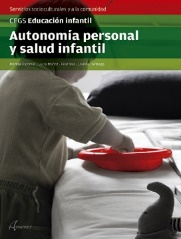 Servicios socioculturales y a la comunidad
CFGS Educación infantil
Autonomía personal
y salud infantil